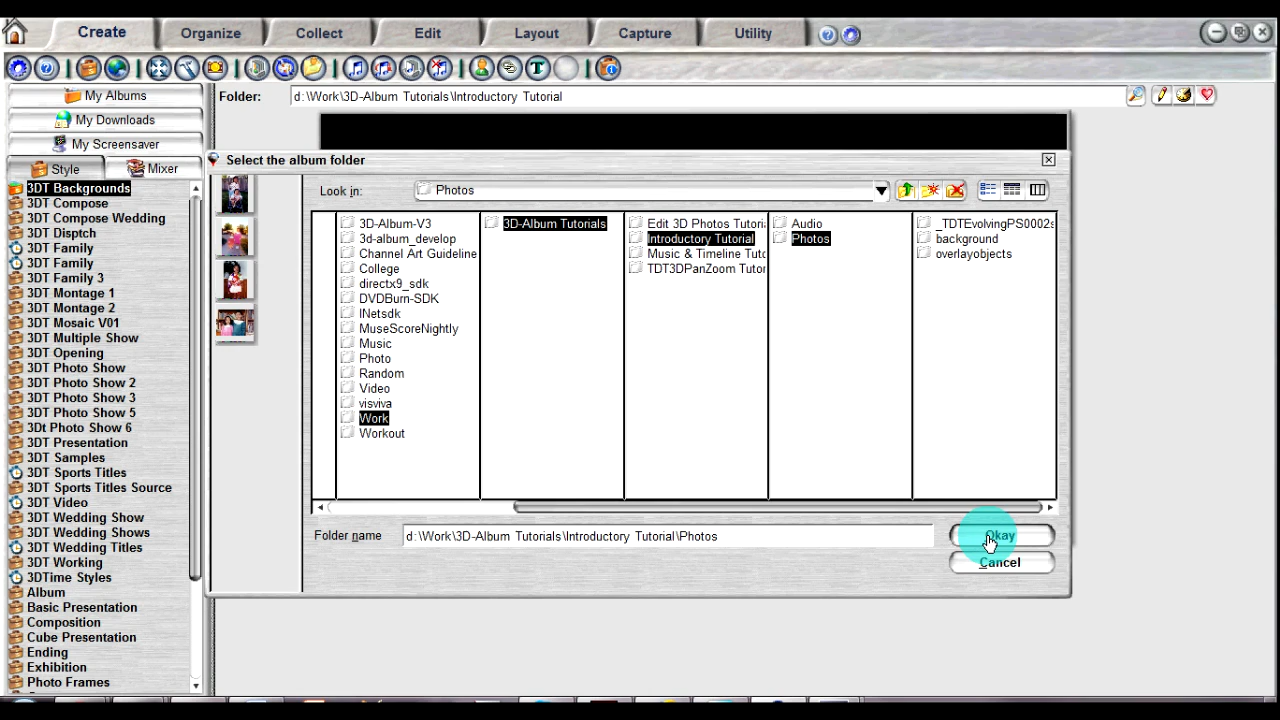 Create Organize Collect Edit Layout Capture Utility
My Albums
Folder: d:\Work\3D-Album Tutorials\Introductory Tutorial
My Downloads
My Screensaver
Style Mixer
Select the album folder
Look in: Photos
3DT Backgrounds
3DT Compose
3DT Compose Wedding
3DT Disptch
3DT Family
3DT Family
3DT Family 3
3DT Montage 1
3DT Montage 2
3DT Mosaic V01
3DT Multiple Show
3DT Opening
3DT Photo Show
3DT Photo Show 2
3DT Photo Show 3
3DT Photo Show 5
3Dt Photo Show 6
3DT Presentation
3DT Samples
3DT Sports Titles
3DT Sports Titles Source
3DT Video
3DT Wedding Show
3DT Wedding Shows
3DT Wedding Titles
3DT Working
3DTime Styles
Album
Basic Presentation
Composition
Cube Presentation
Ending
Exhibition
Photo Frames
3D-Album-V3
3d-album_develop
Channel Art Guideline
College
directx9_sdk
DVDBurn-SDK
INetsdk
MuseScoreNightly
Music
Photo
Random
Video
visviva
Work
Workout
3D-Album Tutorials
Edit 3D Photos Tutori
Introductory Tutorial
Music & Timeline Tuto
TDT3DPanZoom Tutor
Audio
Photos
_TDTEvolvingPS0002s
background
overlayobjects
Folder name d:\Work\3D-Album Tutorials\Introductory Tutorial\Photos
Okay
Cancel